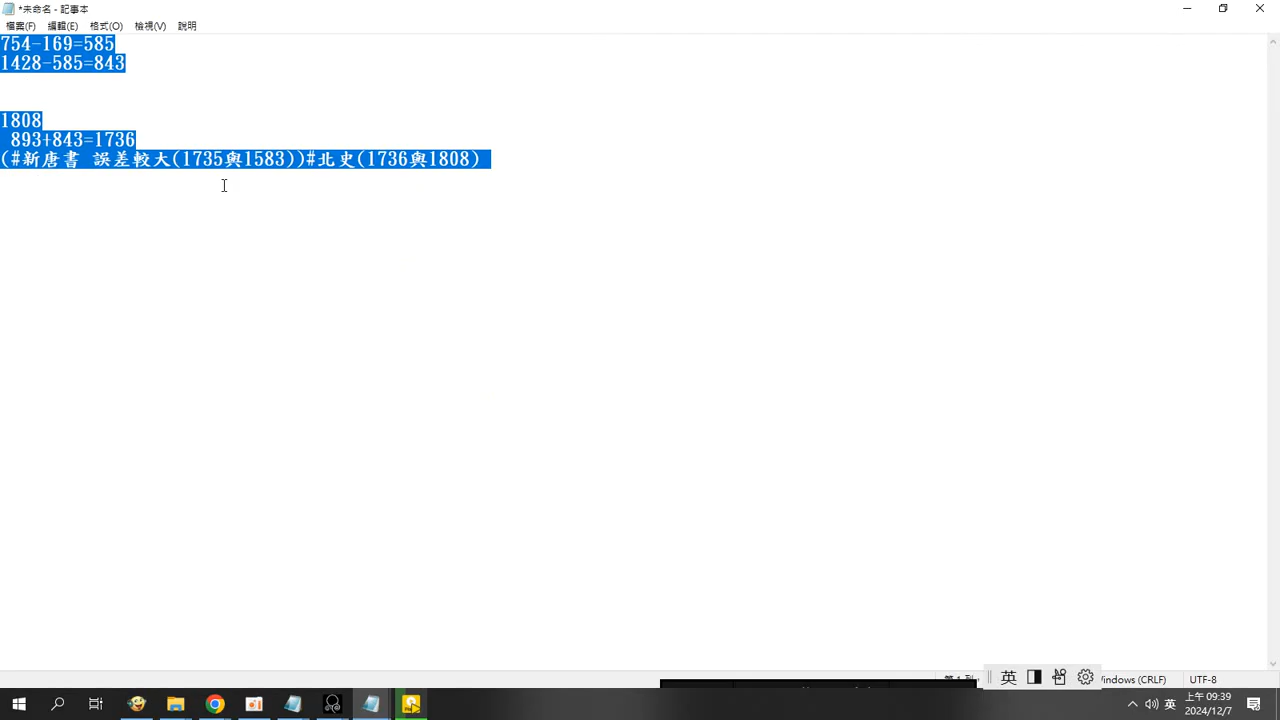 *未命名 - 記事本
檔案(F) 編輯(E) 格式(O) 檢視(V) 說明
754-169=585
1428-585=843
1808
893+843=1736
(#新唐書 誤差較大(1735與1583))#北史(1736與1808)
英
Windows (CRLF)
UTF-8
英
上午 09:39
2024/12/7